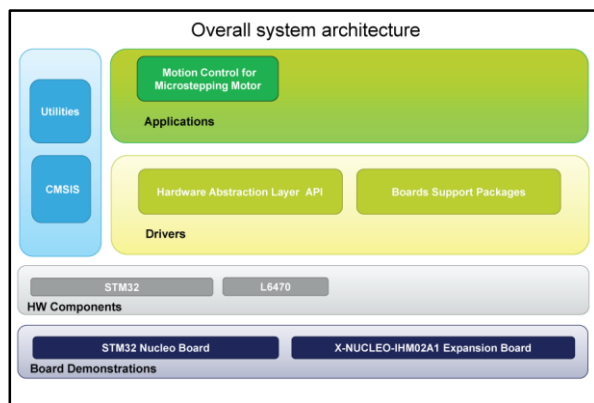 Overall system architecture
Utilities
CMSIS
Motion Control for
Microstepping Motor
Applications
Hardware Abstraction Layer API
Boards Support Packages
Drivers
STM32
L6470
HW Components
STM32 Nucleo Board
X-NUCLEO-IHM02A1 Expansion Board
Board Demonstrations